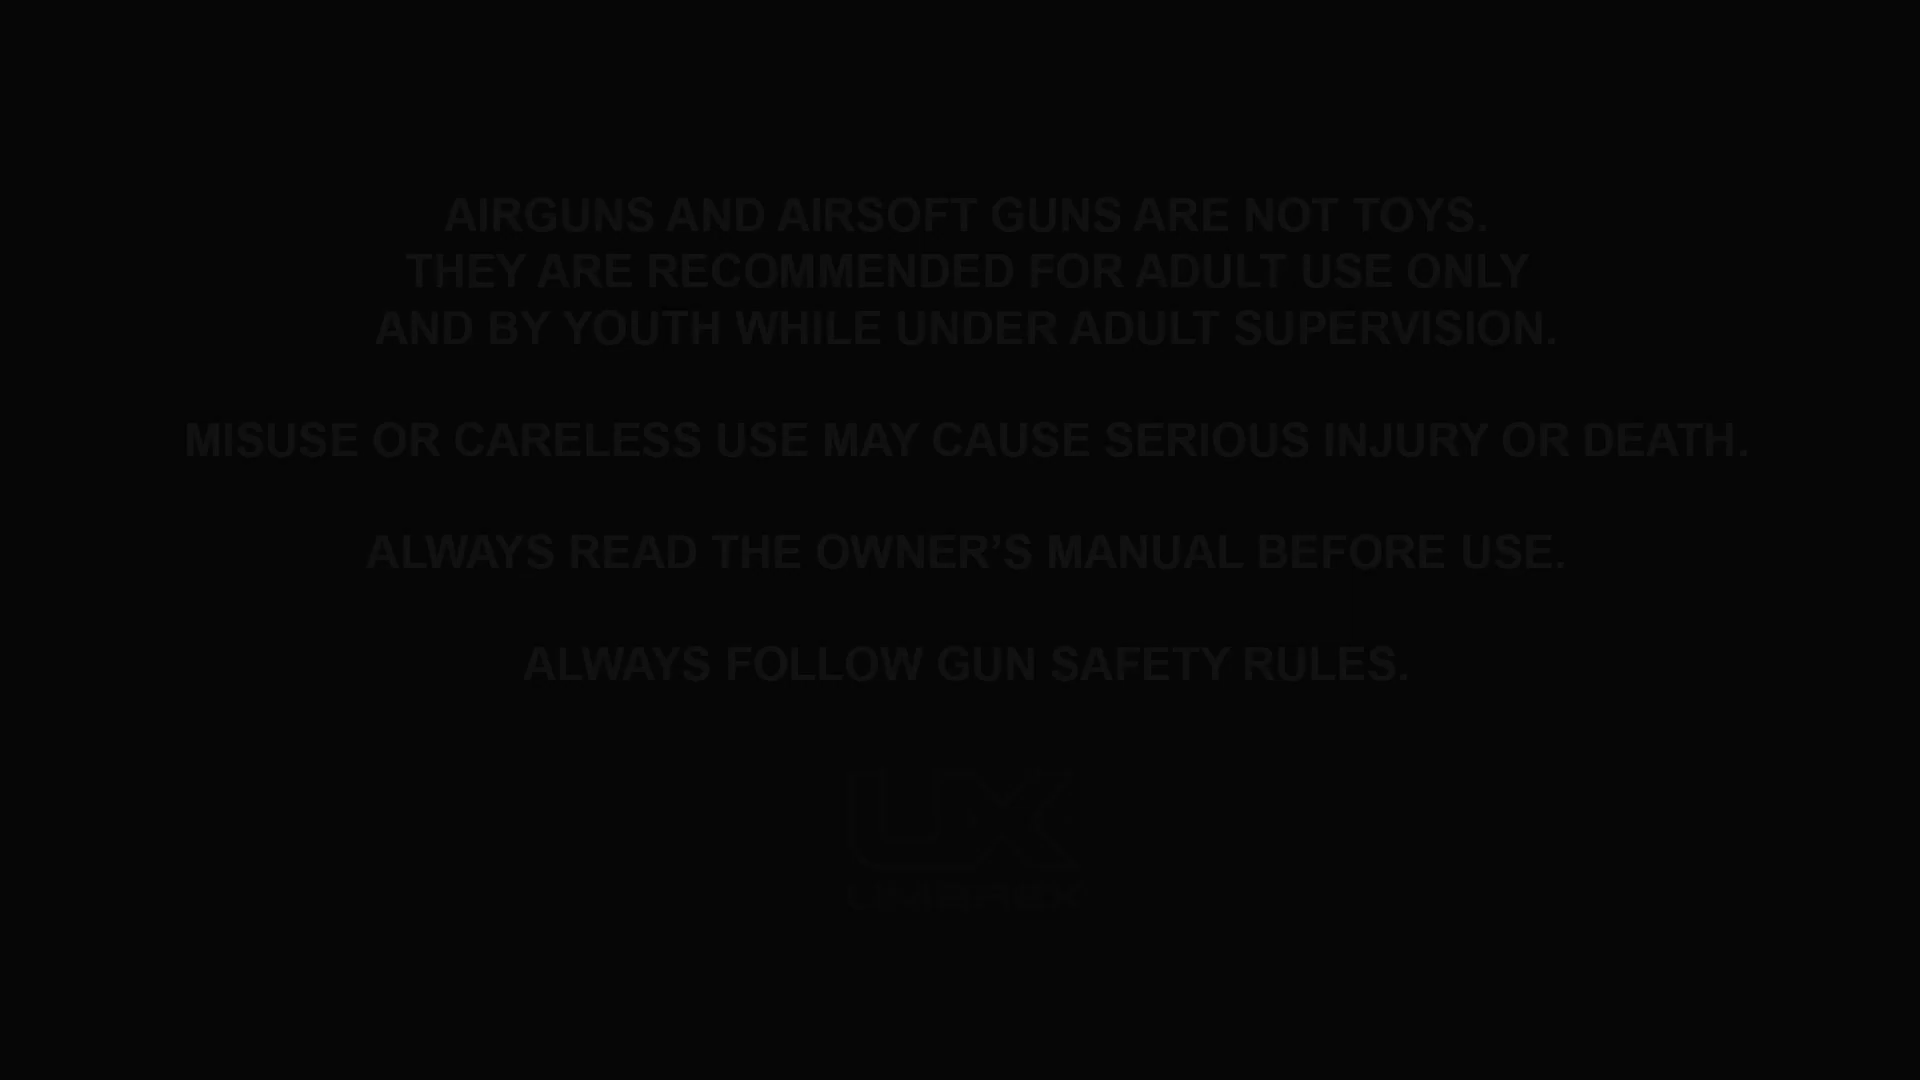 AIRGUNS AND AIRSOFT GUNS ARE NOT TOYS.
THEY ARE RECOMMENDED FOR ADULT USE ONLY
AND BY YOUTH WHILE UNDER ADULT SUPERVISION.
MISUSE OR CARELESS USE MAY CAUSE SERIOUS INJURY OR DEATH.
ALWAYS READ THE OWNER’S MANUAL BEFORE USE.
ALWAYS FOLLOW GUN SAFETY RULES.
UX
UMAREX